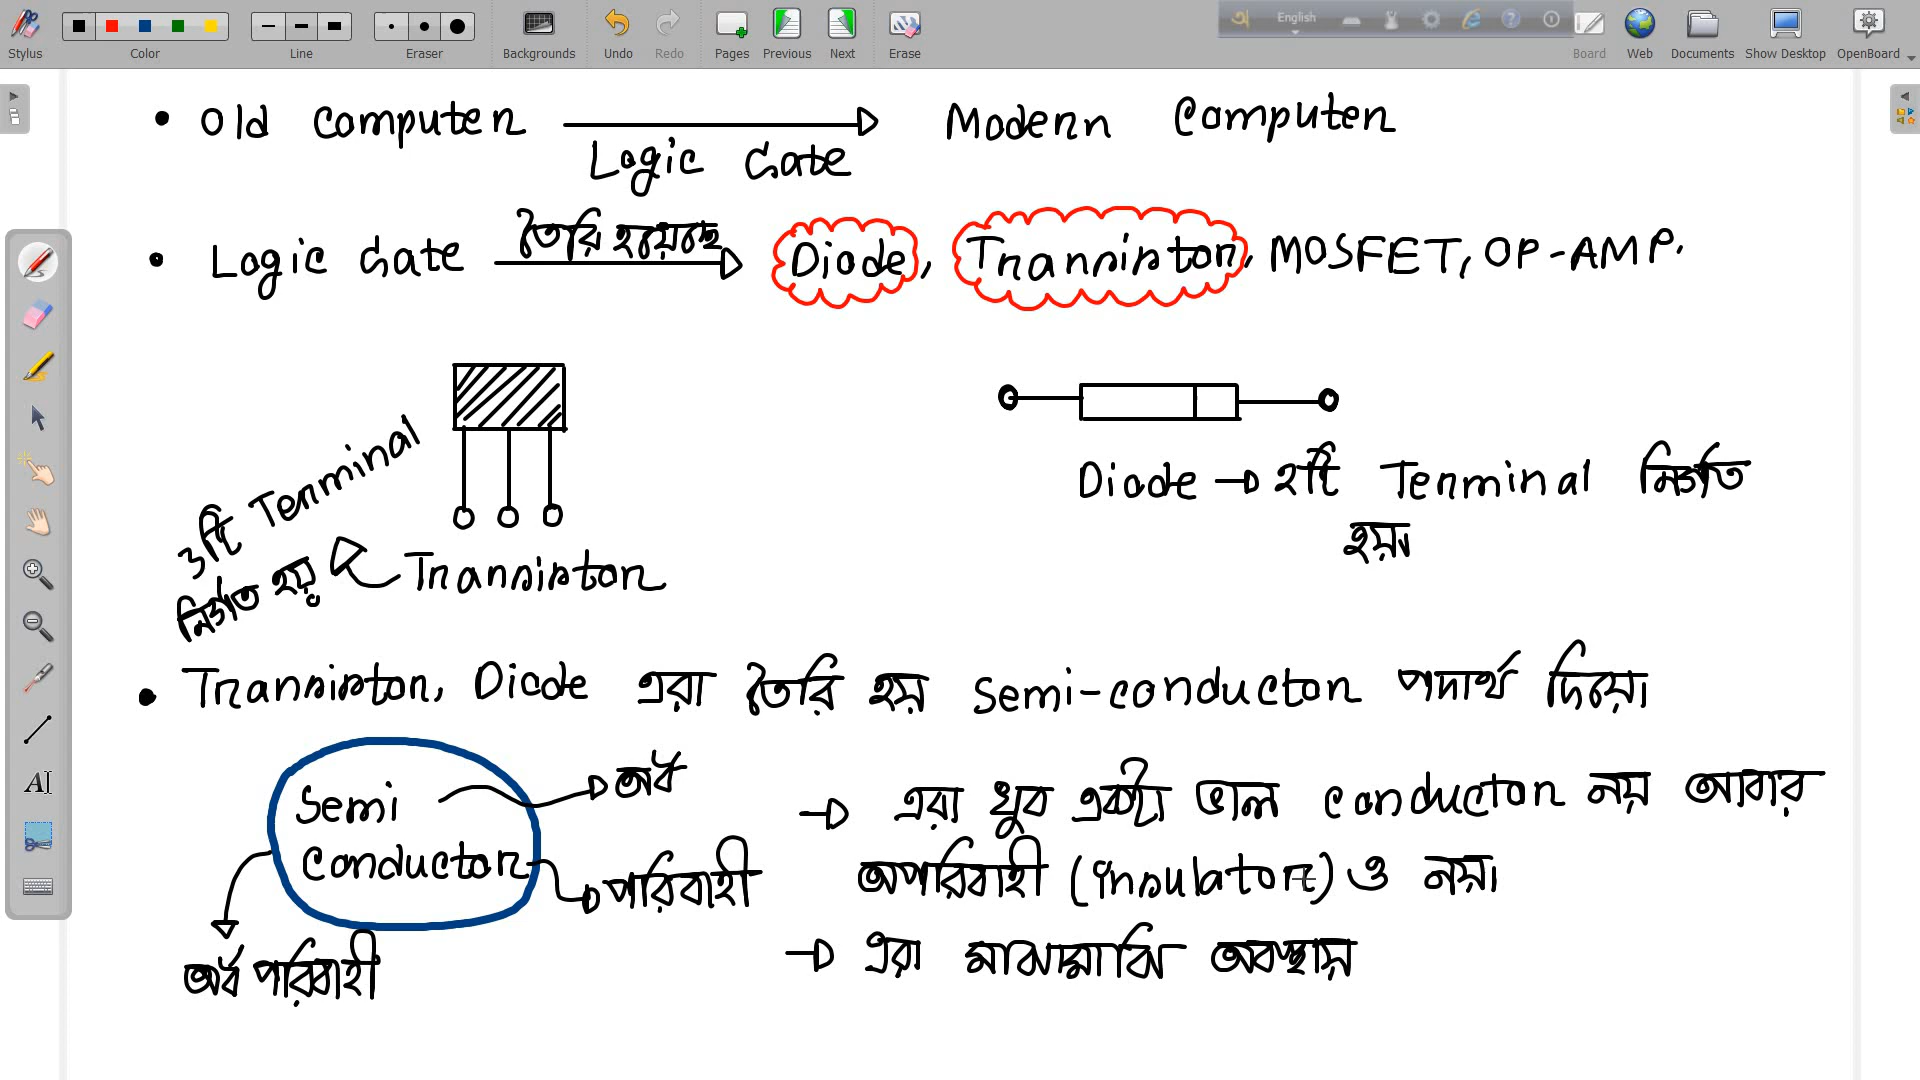 Stylus
Color
Line
Eraser
Backgrounds
Undo
Redo
Pages
Previous
Next
Erase
English
Board
Web
Documents
Show Desktop
OpenBoard
• Old Computer → Modern Computer
Logic Gate
• Logic Gate → Diode, Transistor, MOSFET, OP-AMP.
তৈরি হয়েছে
৩টি Terminal
নির্গত হয়
Transistor
Diode → ২টি Terminal নির্গত
হয়।
• Transistor, Diode এরা তৈরি হয় Semi-conductor পদার্থ দিয়ে।
Semi → অর্ধ
Conductor → পরিবাহী
অর্ধ পরিবাহী
→ এরা খুব একটা ভাল conductor নয় আবার
অপরিবাহী (insulator) ও নয়।
→ এরা মাঝামাঝি অবস্থায়